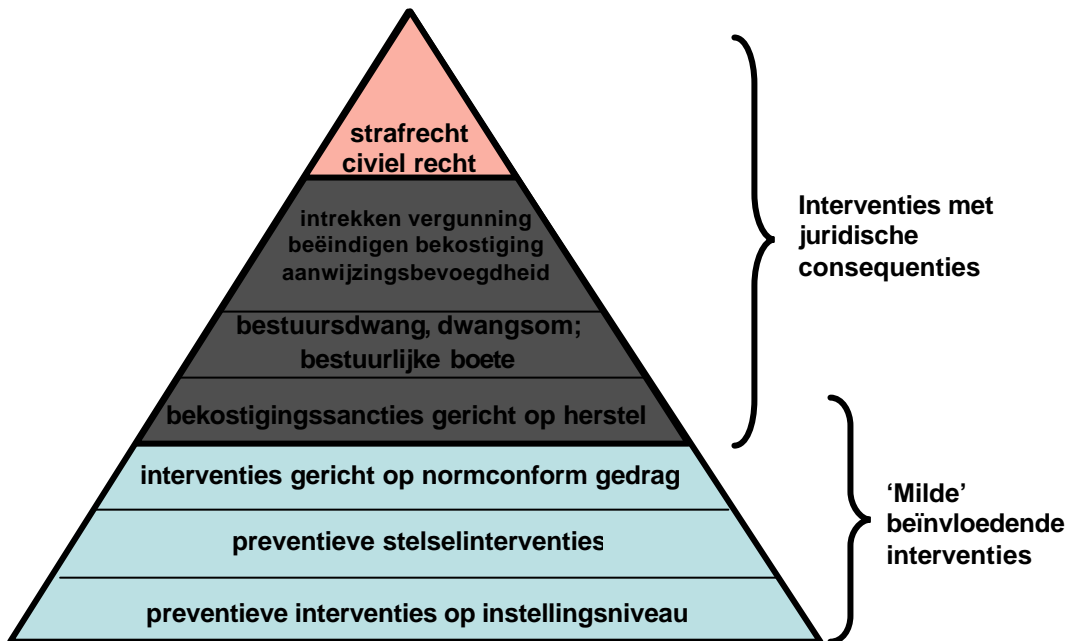 strafrecht
civiel recht
intrekken vergunning
beëindigen bekostiging
aanwijzingsbevoegdheid
bestuursdwang, dwangsom;
bestuurlijke boete
bekostigingssancties gericht op herstel
interventies gericht op normconform gedrag
preventieve stelselinterventies
preventieve interventies op instellingsniveau
Interventies met
juridische
consequenties
‘Milde’
beïnvloedende
interventies